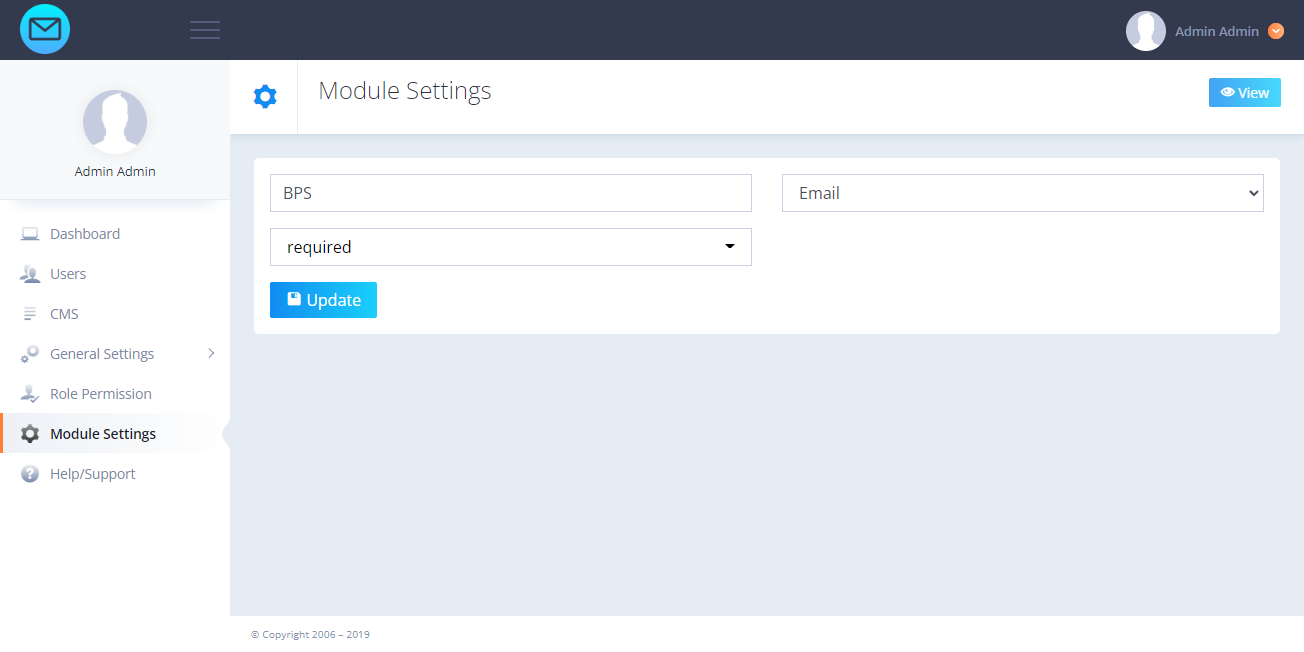 Admin Admin
Module Settings
View
Admin Admin
BPS
Email
required
Update
Dashboard
Users
CMS
General Settings
Role Permission
Module Settings
Help/Support
© Copyright 2006 – 2019